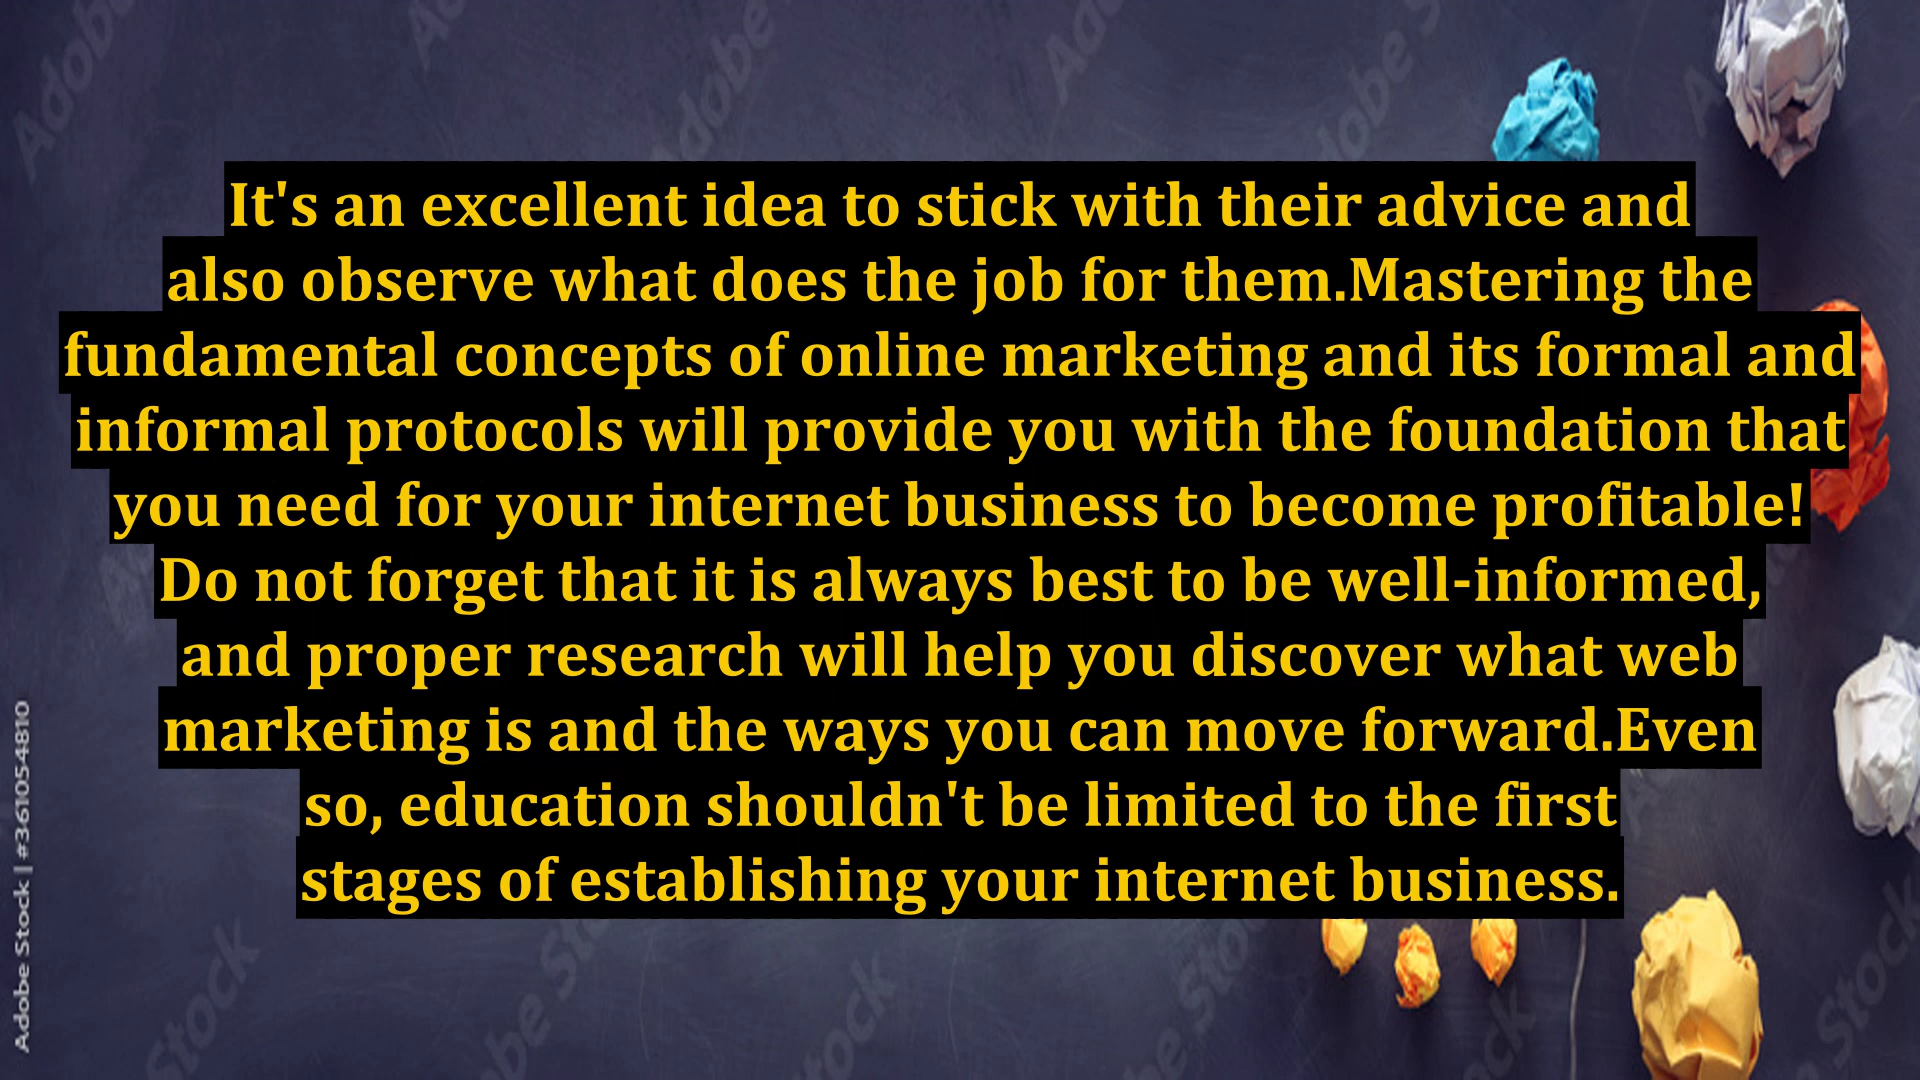 It's an excellent idea to stick with their advice and
also observe what does the job for them.Mastering the
fundamental concepts of online marketing and its formal and
informal protocols will provide you with the foundation that
you need for your internet business to become profitable!
Do not forget that it is always best to be well-informed,
and proper research will help you discover what web
marketing is and the ways you can move forward.Even
so, education shouldn't be limited to the first
stages of establishing your internet business.
Adobe Stock | #361054810